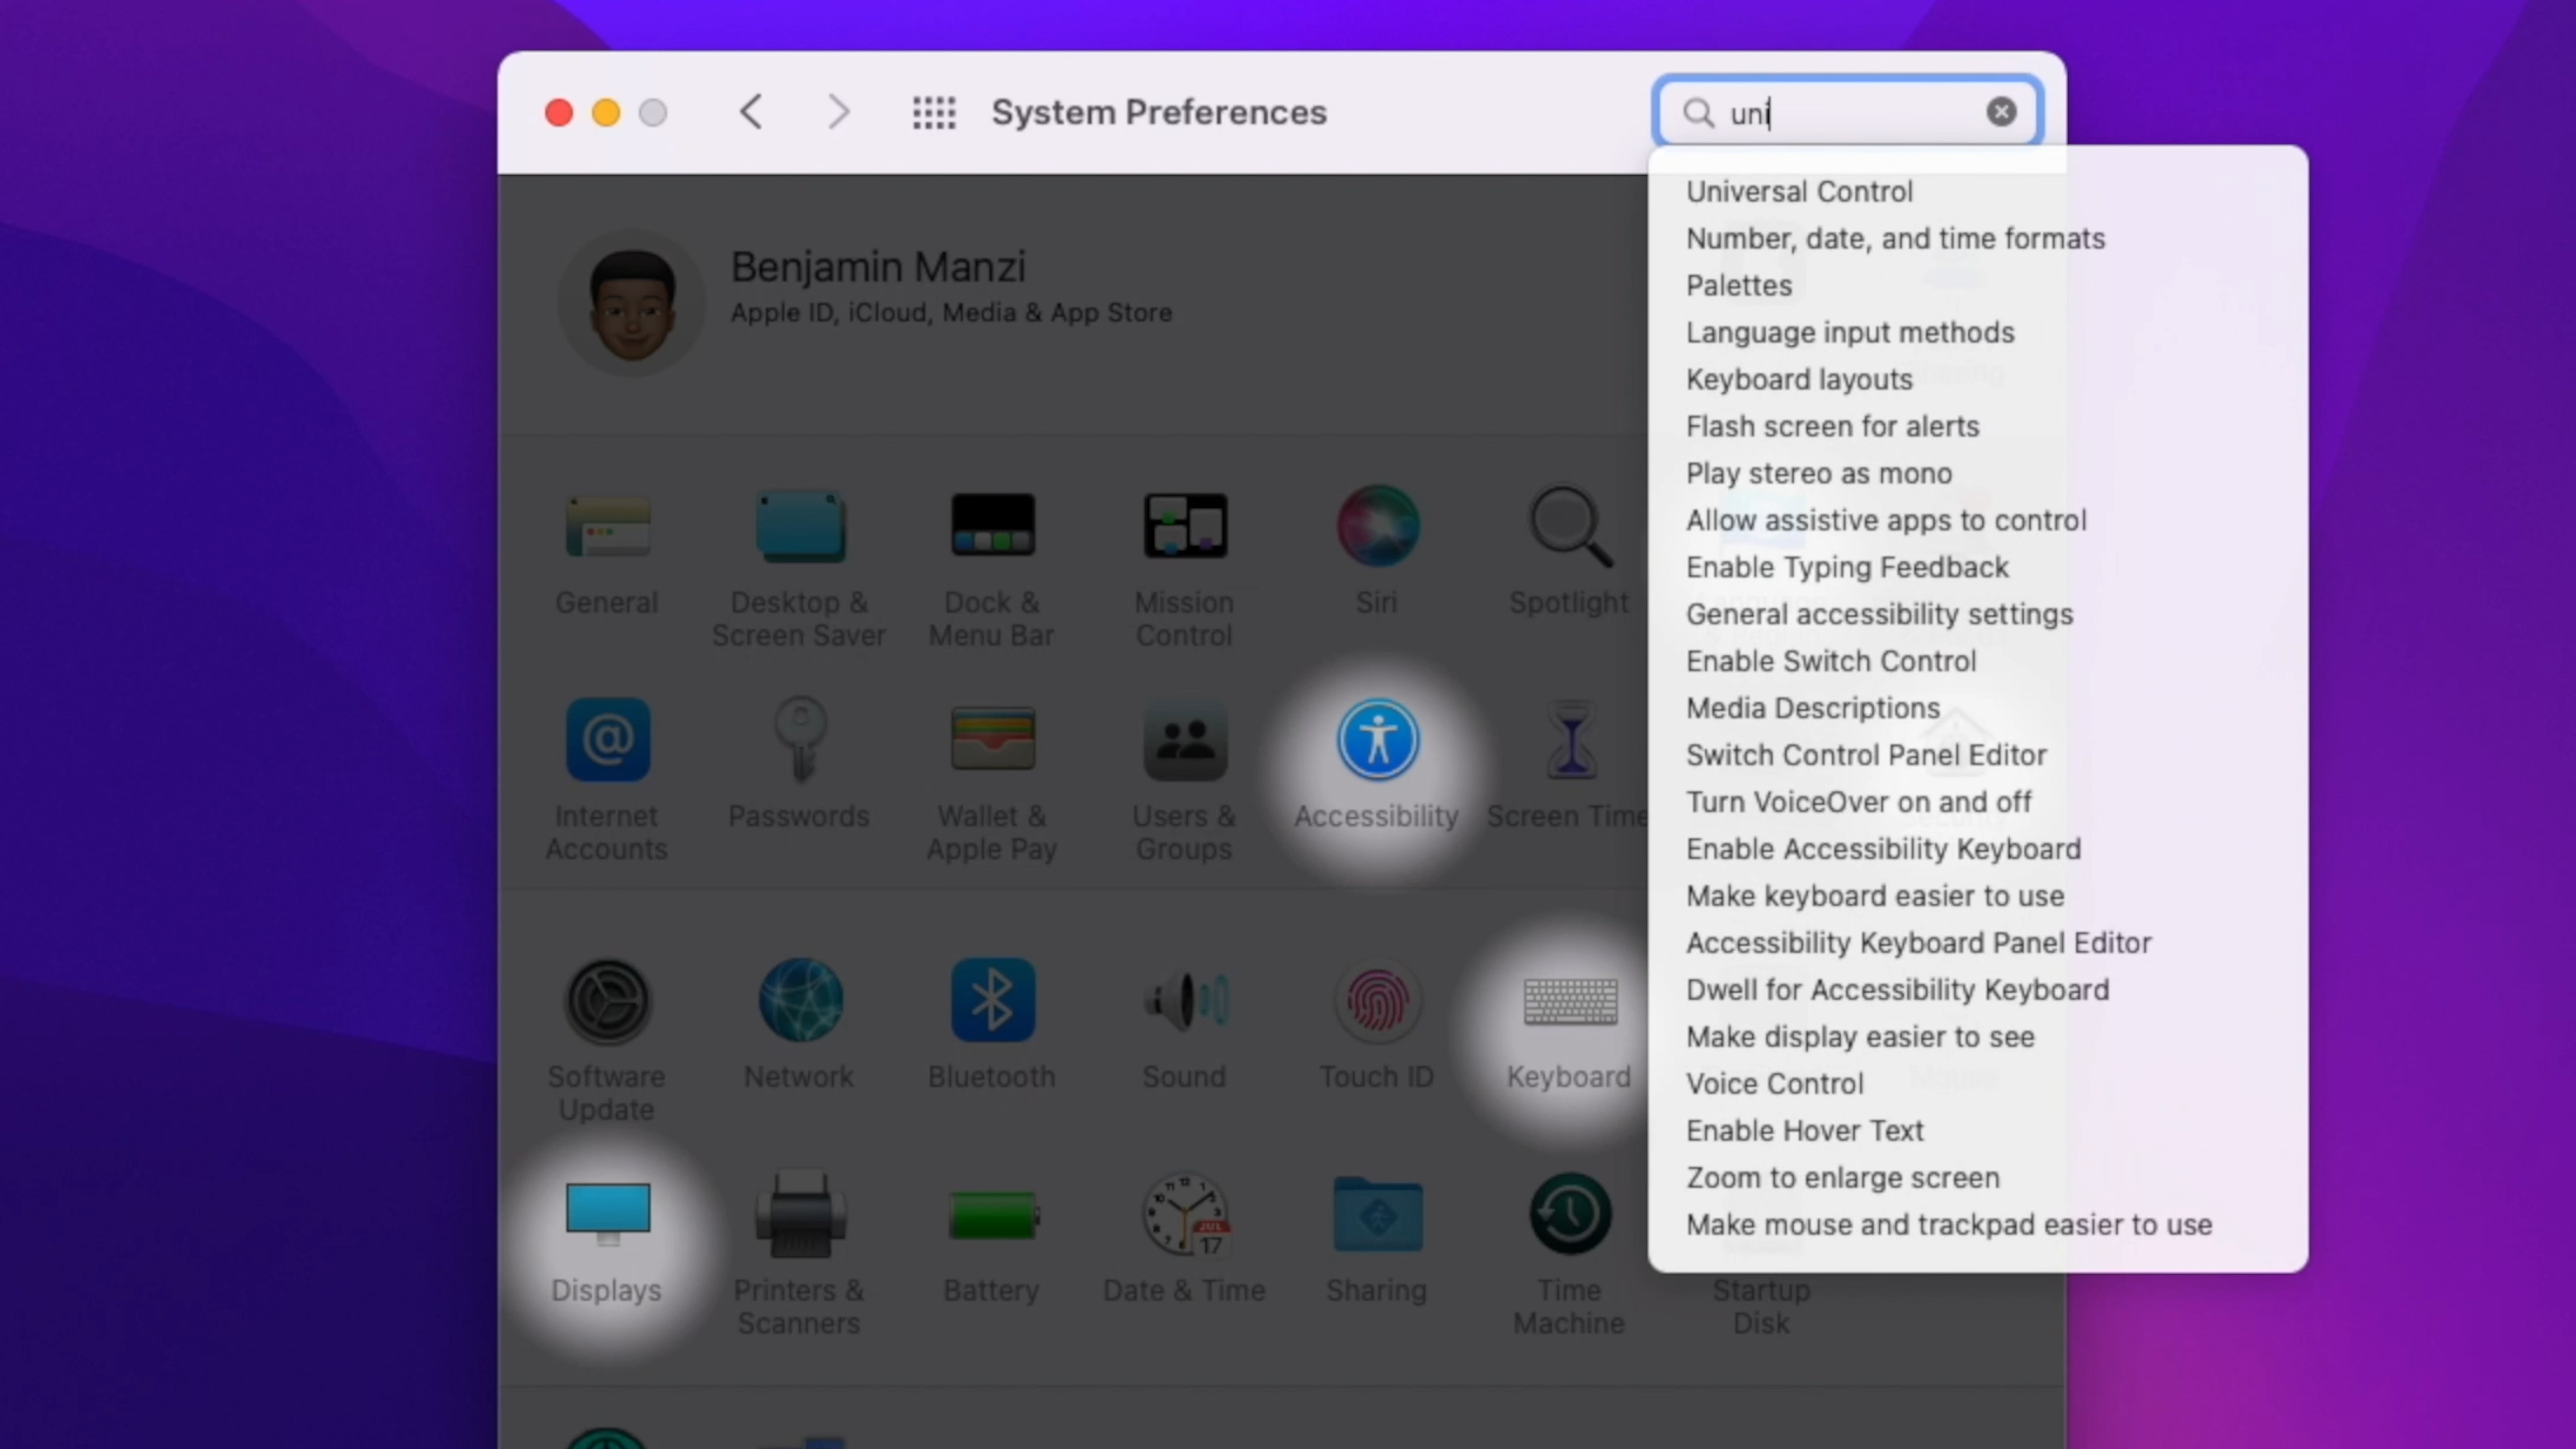 System Preferences
uni
Benjamin Manzi
Apple ID, iCloud, Media & App Store
General
Desktop &
Screen Saver
Dock &
Menu Bar
Mission
Control
Siri
Spotlight
Internet
Accounts
Passwords
Wallet &
Apple Pay
Users &
Groups
Accessibility
Screen Time
Software
Update
Network
Bluetooth
Sound
Touch ID
Keyboard
Displays
Printers &
Scanners
Battery
JUL
17
Date & Time
Sharing
Time
Machine
Startup
Disk
Universal Control
Number, date, and time formats
Palettes
Language input methods
Keyboard layouts
Flash screen for alerts
Play stereo as mono
Allow assistive apps to control
Enable Typing Feedback
General accessibility settings
Enable Switch Control
Media Descriptions
Switch Control Panel Editor
Turn VoiceOver on and off
Enable Accessibility Keyboard
Make keyboard easier to use
Accessibility Keyboard Panel Editor
Dwell for Accessibility Keyboard
Make display easier to see
Voice Control
Enable Hover Text
Zoom to enlarge screen
Make mouse and trackpad easier to use